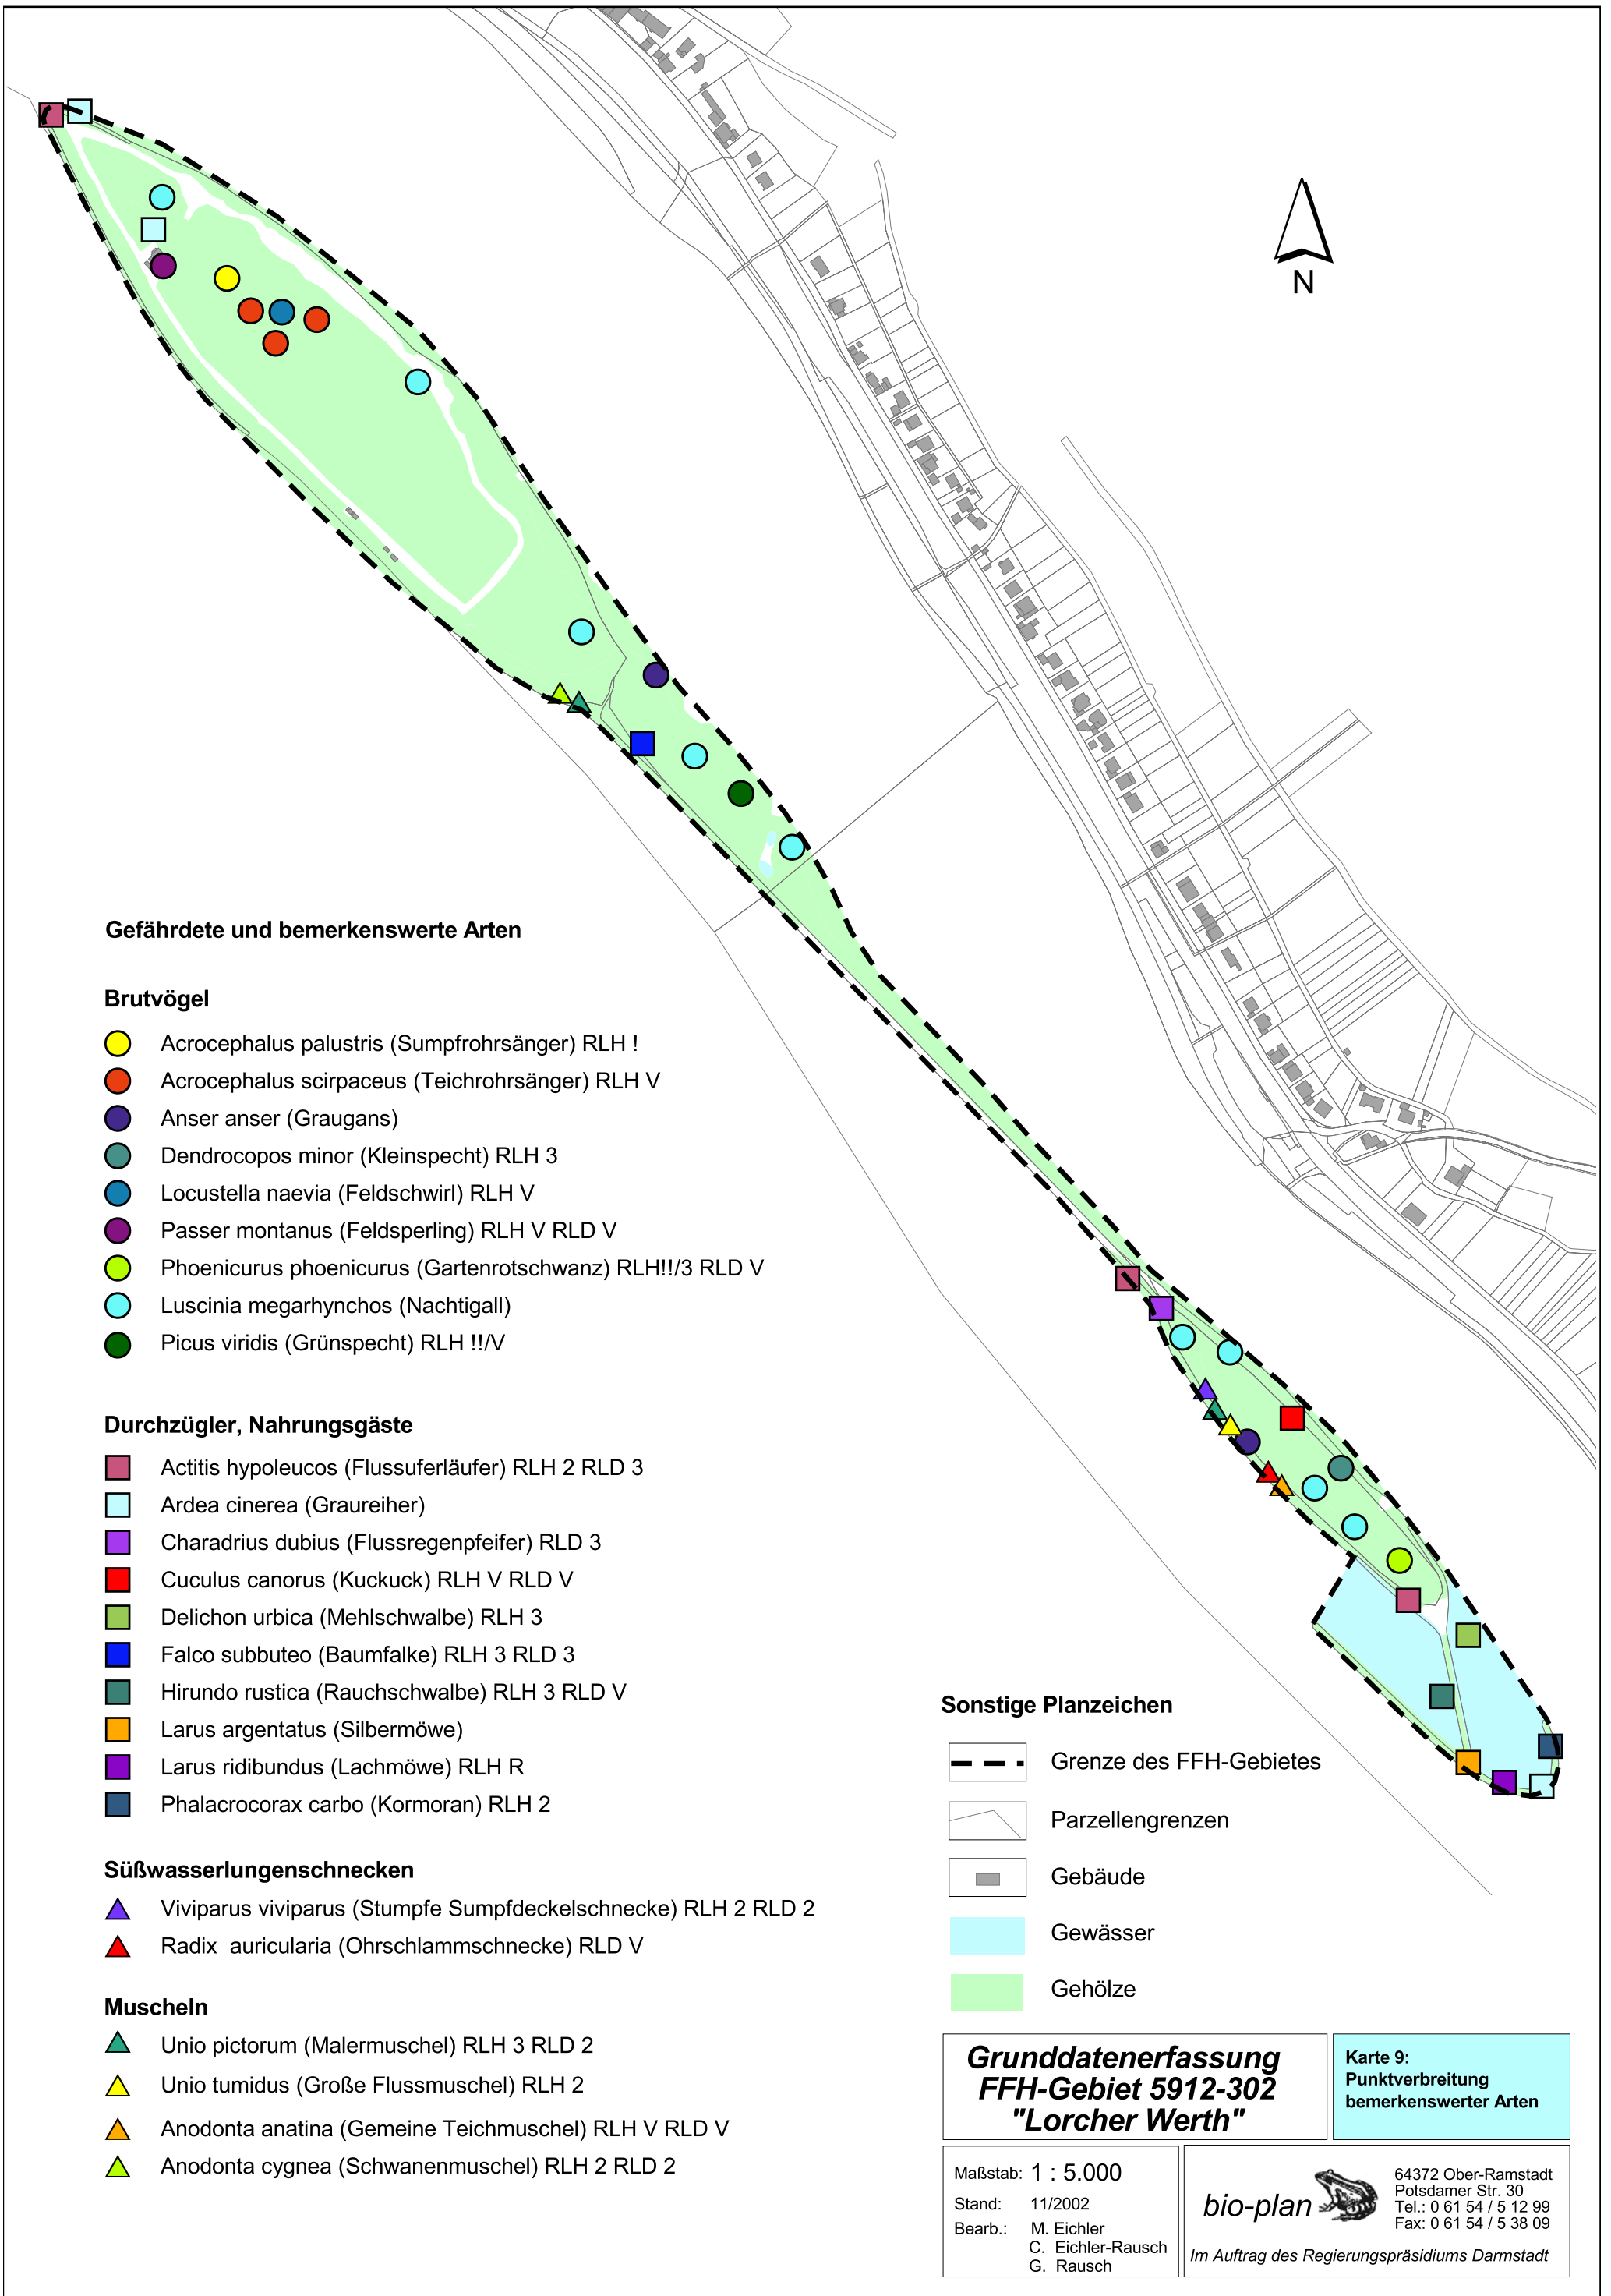 N
Gefährdete und bemerkenswerte Arten
Brutvögel
Acrocephalus palustris (Sumpfrohrsänger) RLH !
Acrocephalus scirpaceus (Teichrohrsänger) RLH V
Anser anser (Graugans)
Dendrocopos minor (Kleinspecht) RLH 3
Locustella naevia (Feldschwirl) RLH V
Passer montanus (Feldsperling) RLH V RLD V
Phoenicurus phoenicurus (Gartenrotschwanz) RLH!!/3 RLD V
Luscinia megarhynchos (Nachtigall)
Picus viridis (Grünspecht) RLH !!/V
Durchzügler, Nahrungsgäste
Actitis hypoleucos (Flussuferläufer) RLH 2 RLD 3
Ardea cinerea (Graureiher)
Charadrius dubius (Flussregenpfeifer) RLD 3
Cuculus canorus (Kuckuck) RLH V RLD V
Delichon urbica (Mehlschwalbe) RLH 3
Falco subbuteo (Baumfalke) RLH 3 RLD 3
Hirundo rustica (Rauchschwalbe) RLH 3 RLD V
Larus argentatus (Silbermöwe)
Larus ridibundus (Lachmöwe) RLH R
Phalacrocorax carbo (Kormoran) RLH 2
Süßwasserlungenschnecken
Viviparus viviparus (Stumpfe Sumpfdeckelschnecke) RLH 2 RLD 2
Radix auricularia (Ohrschlammschnecke) RLD V
Muscheln
Unio pictorum (Malermuschel) RLH 3 RLD 2
Unio tumidus (Große Flussmuschel) RLH 2
Anodonta anatina (Gemeine Teichmuschel) RLH V RLD V
Anodonta cygnea (Schwanenmuschel) RLH 2 RLD 2
Sonstige Planzeichen
Grenze des FFH-Gebietes
Parzellengrenzen
Gebäude
Gewässer
Gehölze
Grunddatenerfassung
FFH-Gebiet 5912-302
"Lorcher Werth"
Karte 9:
Punktverbreitung
bemerkenswerter Arten
Maßstab: 1 : 5.000
Stand: 11/2002
Bearb.: M. Eichler
C. Eichler-Rausch
G. Rausch
bio-plan
64372 Ober-Ramstadt
Potsdamer Str. 30
Tel.: 0 61 54 / 5 12 99
Fax: 0 61 54 / 5 38 09
Im Auftrag des Regierungspräsidiums Darmstadt